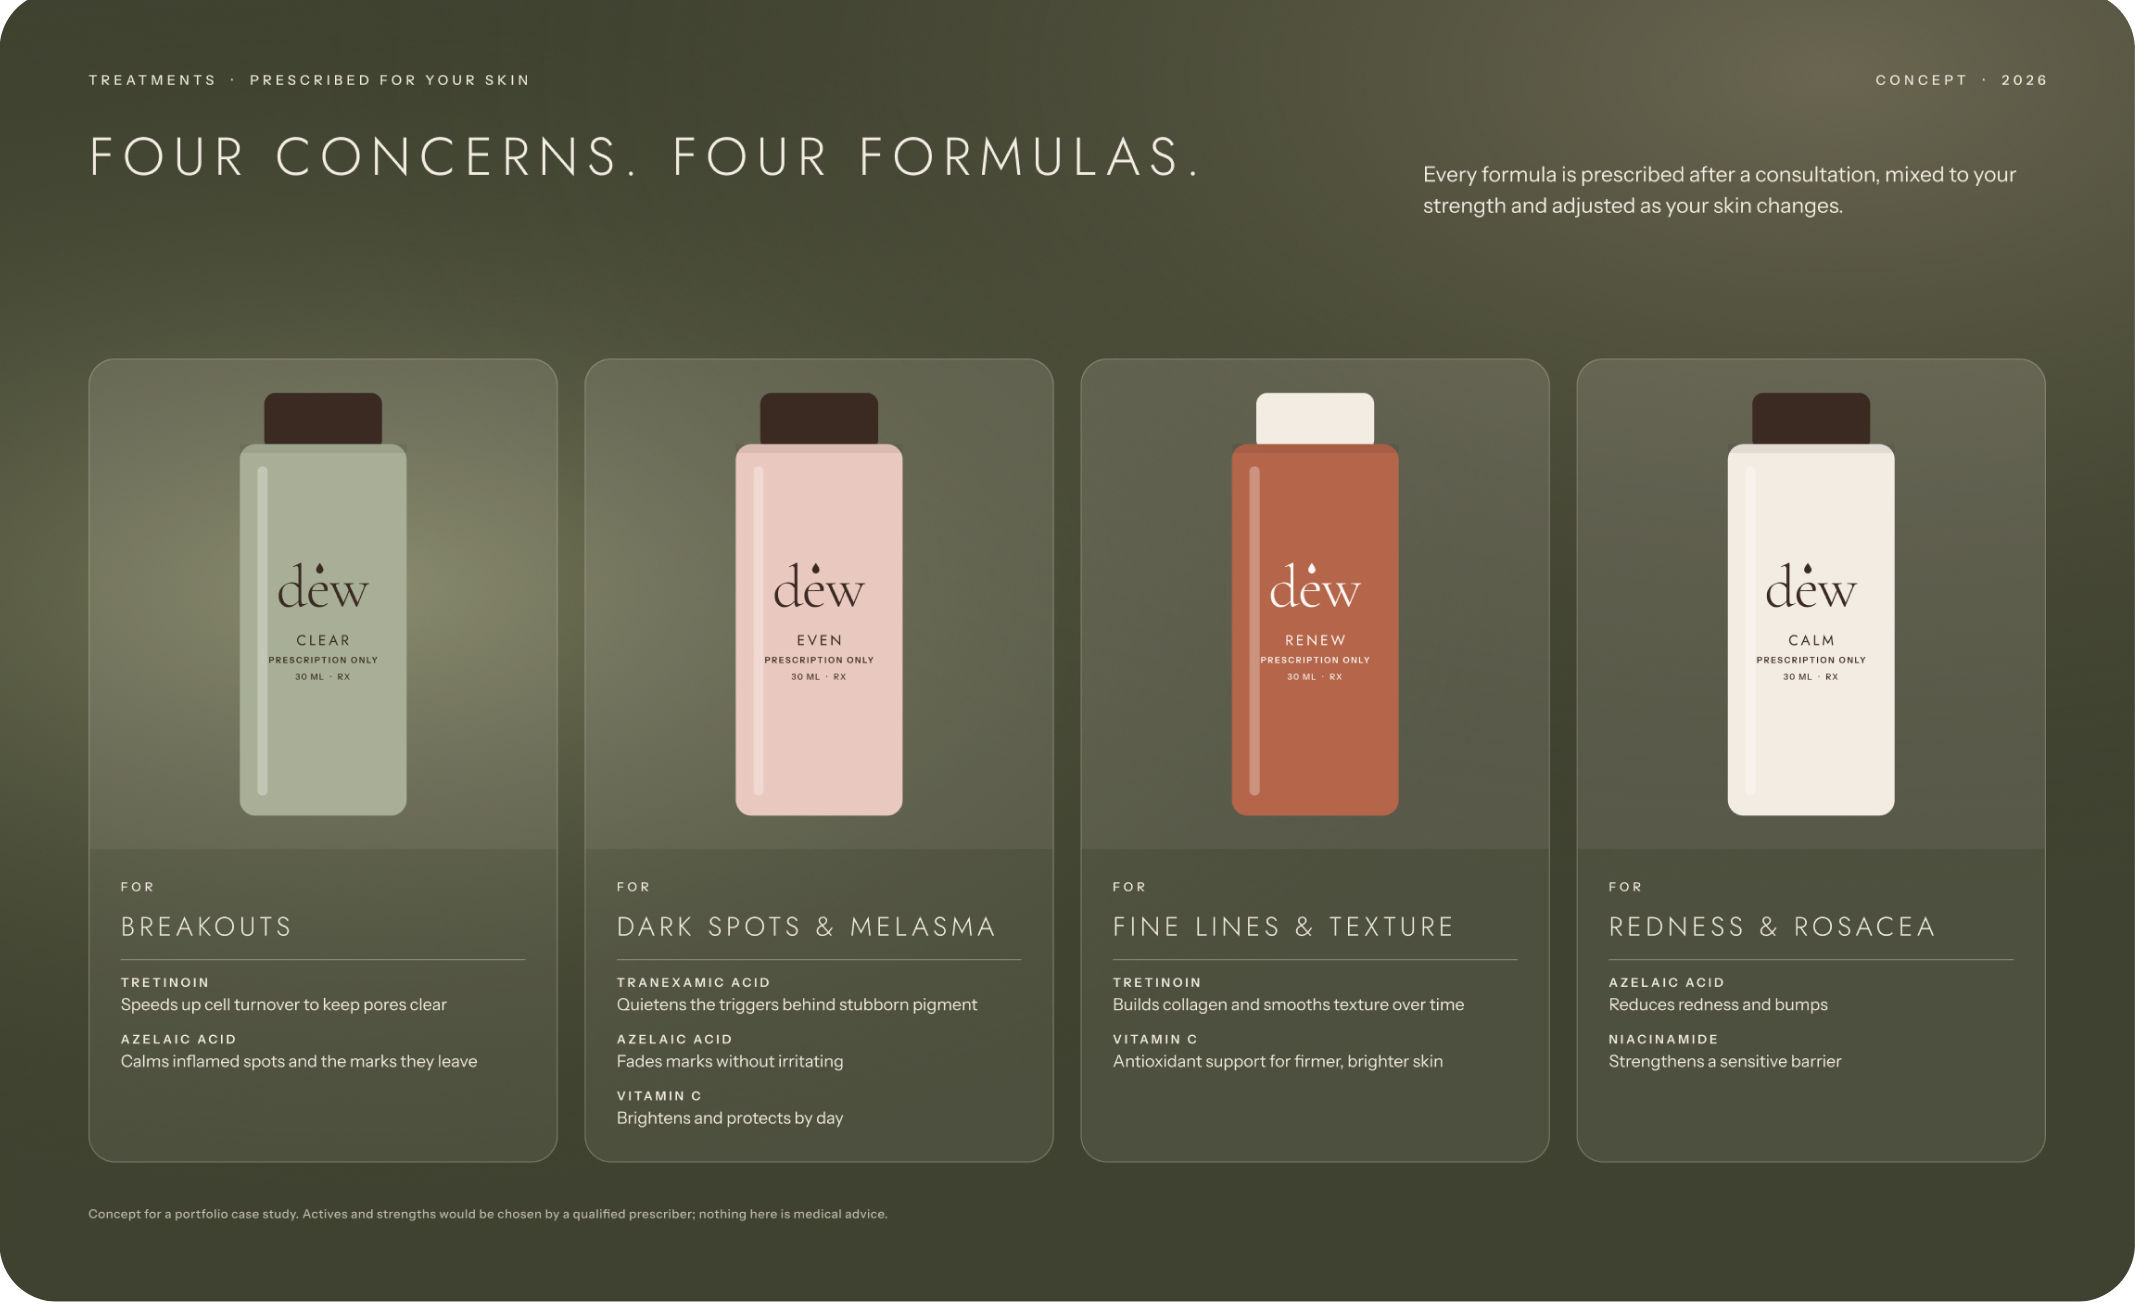 TREATMENTS · PRESCRIBED FOR YOUR SKIN
CONCEPT · 2026
FOUR CONCERNS. FOUR FORMULAS.
Every formula is prescribed after a consultation, mixed to your
strength and adjusted as your skin changes.
dew
CLEAR
PRESCRIPTION ONLY
30 ML · RX
FOR
BREAKOUTS
TRETINOIN
Speeds up cell turnover to keep pores clear
AZELAIC ACID
Calms inflamed spots and the marks they leave
dew
EVEN
PRESCRIPTION ONLY
30 ML · RX
FOR
DARK SPOTS & MELASMA
TRANEXAMIC ACID
Quietens the triggers behind stubborn pigment
AZELAIC ACID
Fades marks without irritating
VITAMIN C
Brightens and protects by day
dew
RENEW
PRESCRIPTION ONLY
30 ML · RX
FOR
FINE LINES & TEXTURE
TRETINOIN
Builds collagen and smooths texture over time
VITAMIN C
Antioxidant support for firmer, brighter skin
dew
CALM
PRESCRIPTION ONLY
30 ML · RX
FOR
REDNESS & ROSACEA
AZELAIC ACID
Reduces redness and bumps
NIACINAMIDE
Strengthens a sensitive barrier
Concept for a portfolio case study. Actives and strengths would be chosen by a qualified prescriber; nothing here is medical advice.